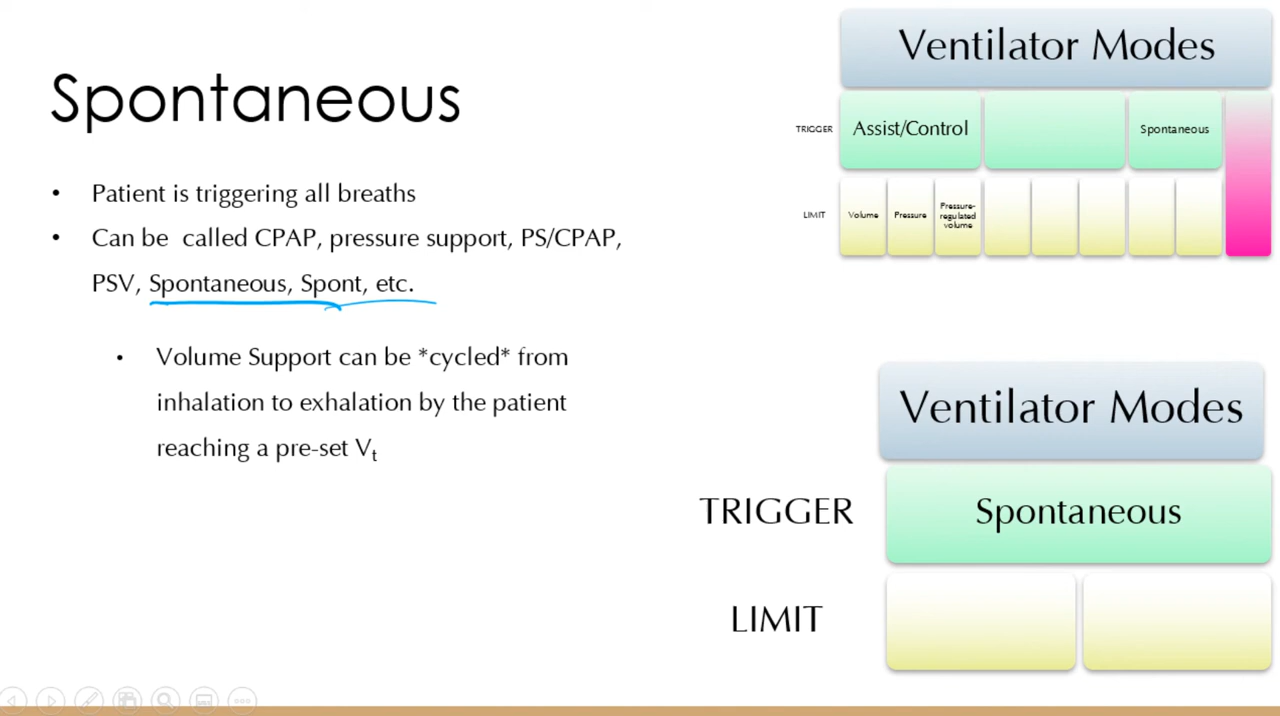 Spontaneous
• Patient is triggering all breaths
• Can be called CPAP, pressure support, PS/CPAP,
PSV, Spontaneous, Spont, etc.
• Volume Support can be *cycled* from
inhalation to exhalation by the patient
reaching a pre-set Vt
Ventilator Modes
TRIGGER Assist/Control Spontaneous
LIMIT Volume Pressure Pressure-
regulated
volume
Ventilator Modes
TRIGGER Spontaneous
LIMIT